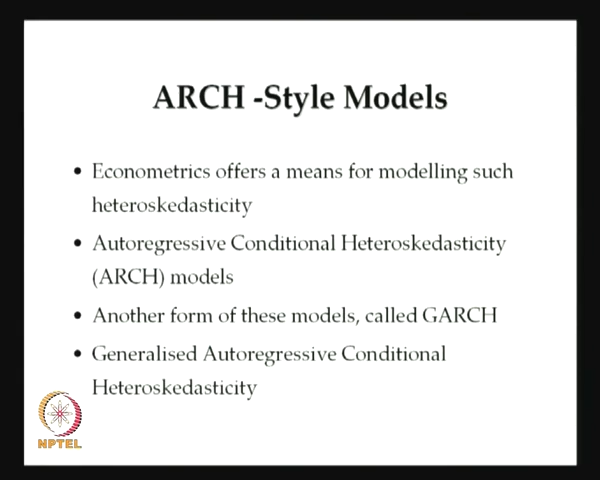 ARCH -Style Models
• Econometrics offers a means for modelling such
heteroskedasticity
• Autoregressive Conditional Heteroskedasticity
(ARCH) models
• Another form of these models, called GARCH
• Generalised Autoregressive Conditional
Heteroskedasticity
NPTEL